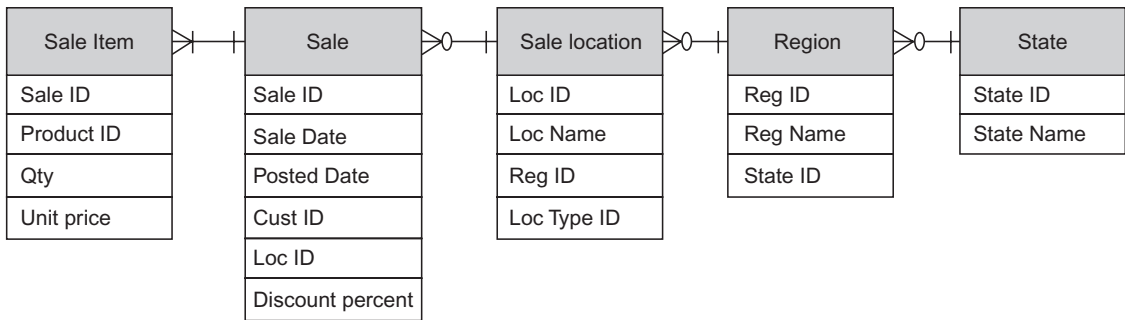 Sale Item
Sale ID
Product ID
Qty
Unit price
Sale
Sale ID
Sale Date
Posted Date
Cust ID
Loc ID
Discount percent
Sale location
Loc ID
Loc Name
Reg ID
Loc Type ID
Region
Reg ID
Reg Name
State ID
State
State ID
State Name